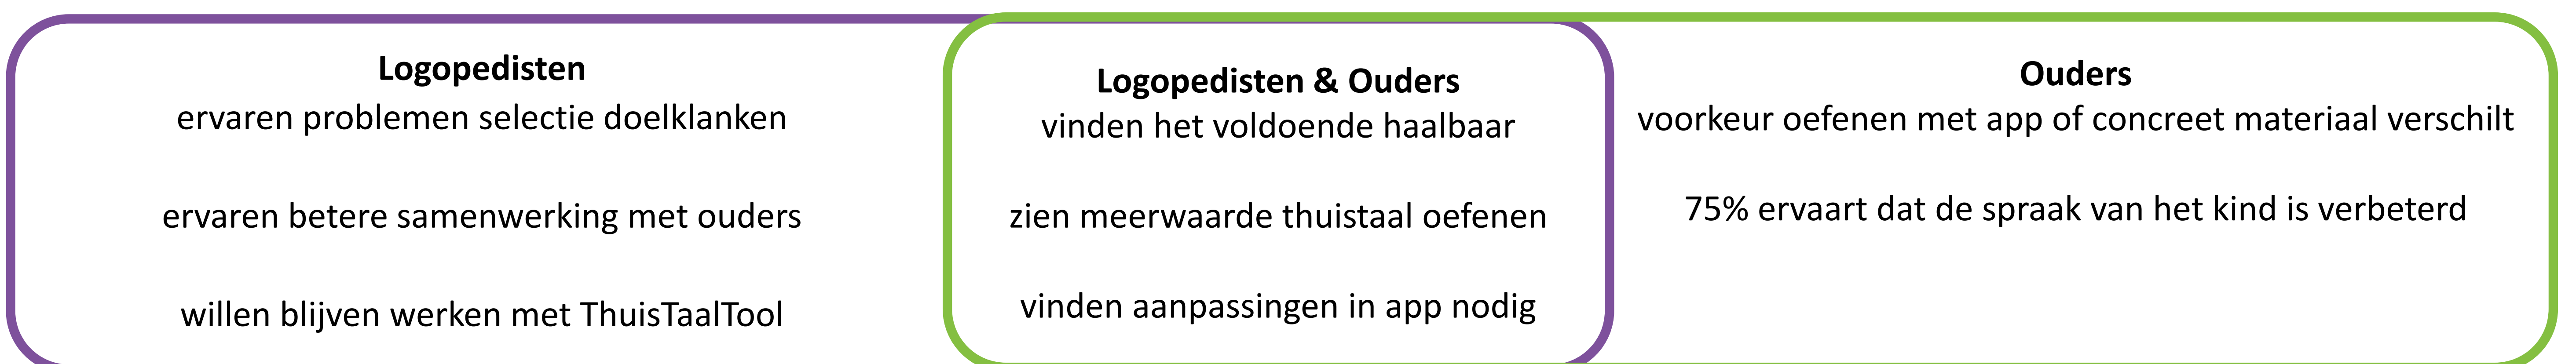 Logopedisten
ervaren problemen selectie doelklanken
ervaren betere samenwerking met ouders
willen blijven werken met ThuisTaalTool
Logopedisten & Ouders
vinden het voldoende haalbaar
zien meerwaarde thuistaal oefenen
vinden aanpassingen in app nodig
Ouders
voorkeur oefenen met app of concreet materiaal verschilt
75% ervaart dat de spraak van het kind is verbeterd